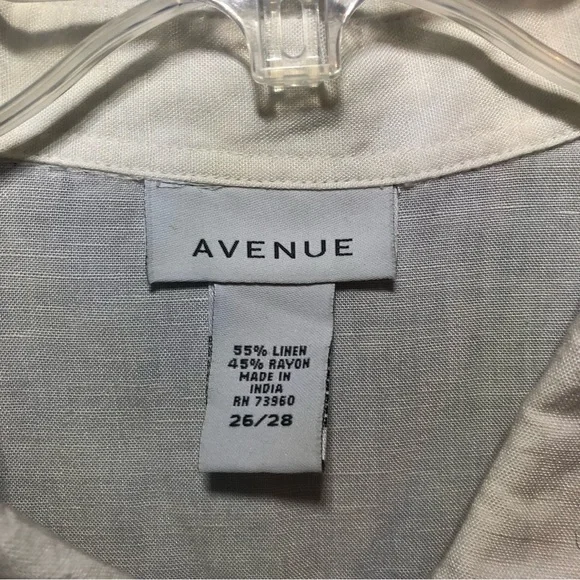 AVENUE
55% LINEN
45% RAYON
MADE IN
INDIA
RN 73960
26/28